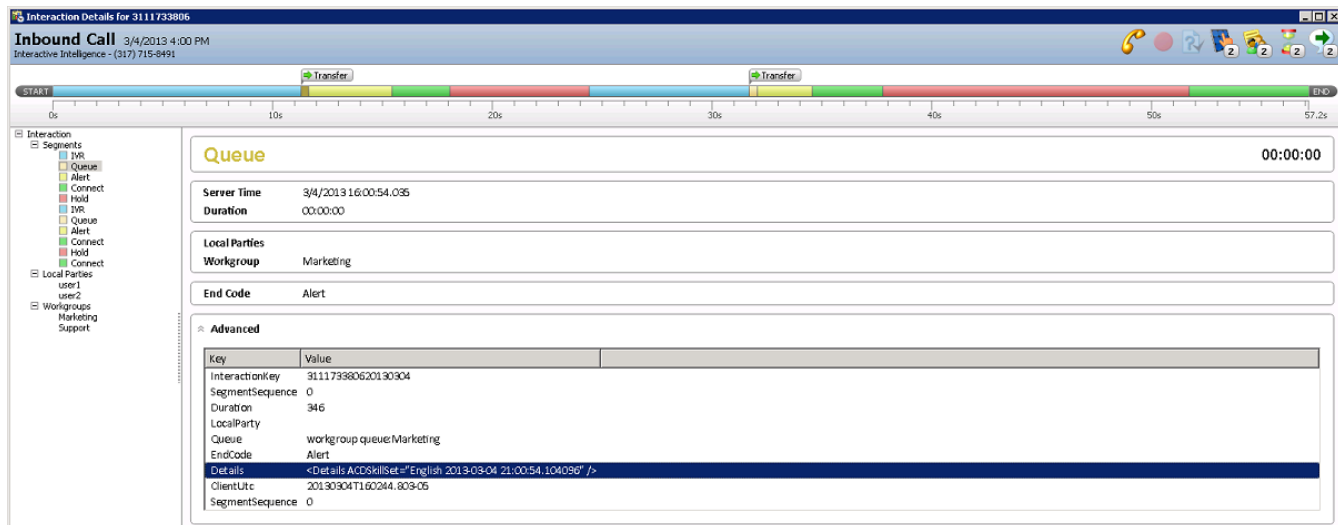 Interaction Details for 3111733806
Inbound Call 3/4/2013 4:00 PM
Interactive Intelligence - (317) 715-8491
2 2 2 2
Transfer Transfer
START END
0s 10s 20s 30s 40s 50s 57.2s
Interaction
Segments
IVR
Queue
Alert
Connect
Hold
IVR
Queue
Alert
Connect
Hold
Connect
Local Parties
user1
user2
Workgroups
Marketing
Support
Queue 00:00:00
Server Time 3/4/2013 16:00:54.035
Duration 00:00:00
Local Parties
Workgroup Marketing
End Code Alert
Advanced
Key Value
InteractionKey 311173380620130304
SegmentSequence 0
Duration 346
LocalParty
Queue workgroup queue:Marketing
EndCode Alert
Details <Details ACDSkillSet="English 2013-03-04 21:00:54.104096" />
ClientUtc 20130304T160244.803-05
SegmentSequence 0